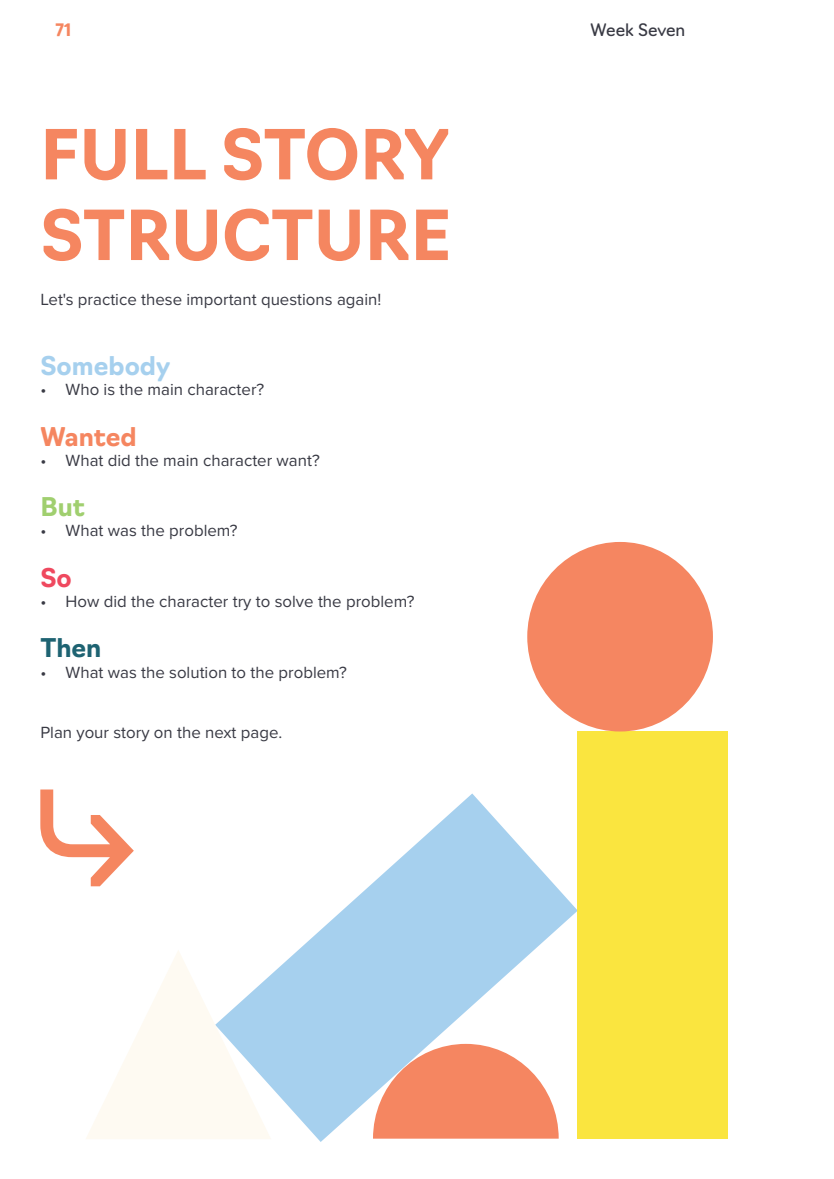 71
Week Seven
FULL STORY
STRUCTURE
Let's practice these important questions again!
Somebody
• Who is the main character?
Wanted
• What did the main character want?
But
• What was the problem?
So
• How did the character try to solve the problem?
Then
• What was the solution to the problem?
Plan your story on the next page.